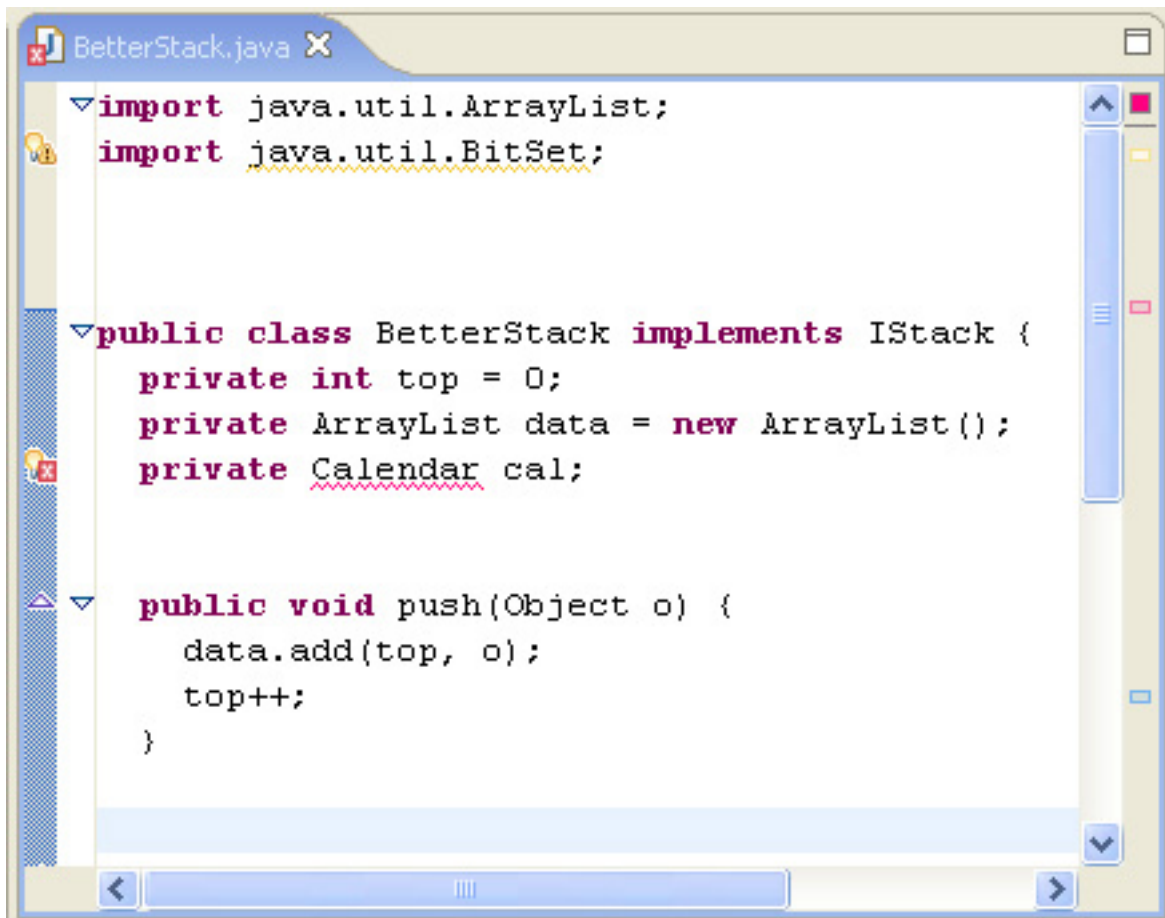 BetterStack.java
import java.util.ArrayList;
import java.util.BitSet;
public class BetterStack implements IStack {
private int top = 0;
private ArrayList data = new ArrayList();
private Calendar cal;
public void push(Object o) {
data.add(top, o);
top++;
}